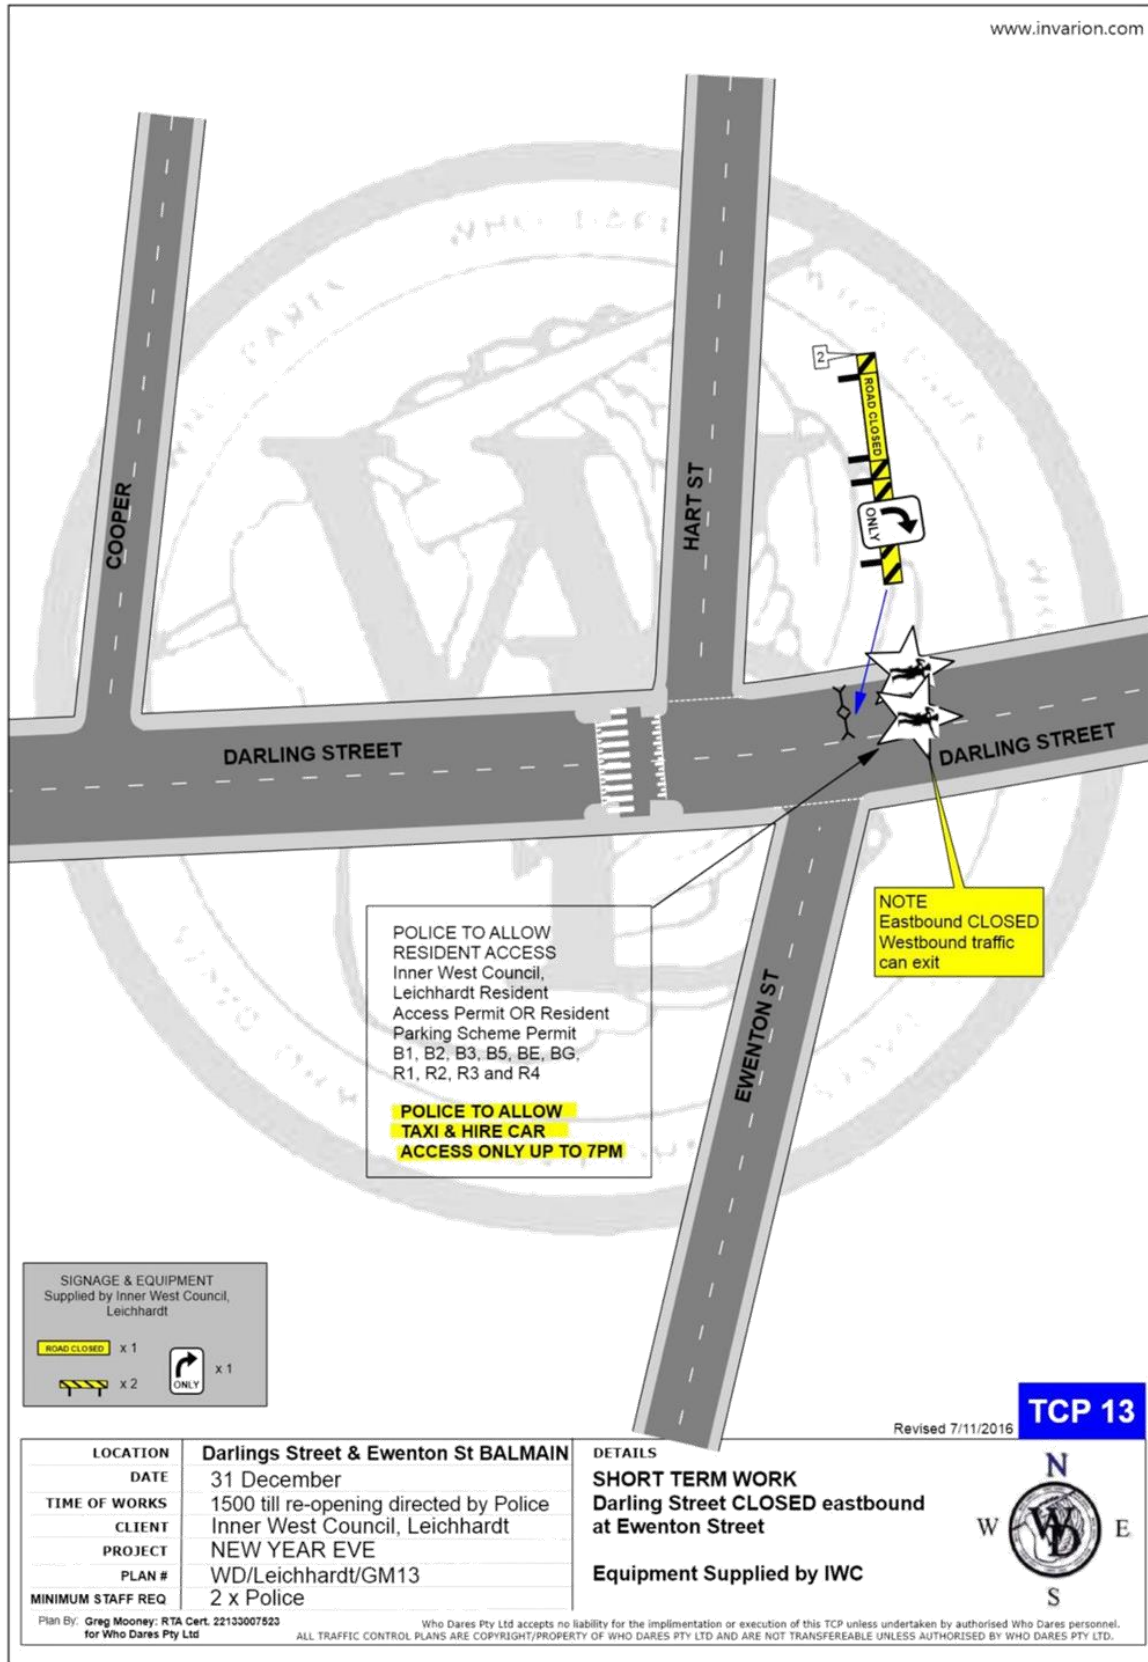 www.invarion.com
WHO DARES
WHO DARES
2
ROAD CLOSED
ONLY
COOPER
HART ST
DARLING STREET
DARLING STREET
NOTE
Eastbound CLOSED
Westbound traffic
can exit
POLICE TO ALLOW
RESIDENT ACCESS
Inner West Council,
Leichhardt Resident
Access Permit OR Resident
Parking Scheme Permit
B1, B2, B3, B5, BE, BG,
R1, R2, R3 and R4
POLICE TO ALLOW
TAXI & HIRE CAR
ACCESS ONLY UP TO 7PM
EWENTON ST
SIGNAGE & EQUIPMENT
Supplied by Inner West Council,
Leichhardt
ROAD CLOSED x 1
x 2
ONLY x 1
Revised 7/11/2016
TCP 13
LOCATION Darlings Street & Ewenton St BALMAIN
DATE 31 December
TIME OF WORKS 1500 till re-opening directed by Police
CLIENT Inner West Council, Leichhardt
PROJECT NEW YEAR EVE
PLAN # WD/Leichhardt/GM13
MINIMUM STAFF REQ 2 x Police
DETAILS
SHORT TERM WORK
Darling Street CLOSED eastbound
at Ewenton Street
Equipment Supplied by IWC
N
W
WD
E
S
Plan By: Greg Mooney: RTA Cert. 22133007523
for Who Dares Pty Ltd
Who Dares Pty Ltd accepts no liability for the implimentation or execution of this TCP unless undertaken by authorised Who Dares personnel.
ALL TRAFFIC CONTROL PLANS ARE COPYRIGHT/PROPERTY OF WHO DARES PTY LTD AND ARE NOT TRANSFEREABLE UNLESS AUTHORISED BY WHO DARES PTY LTD.